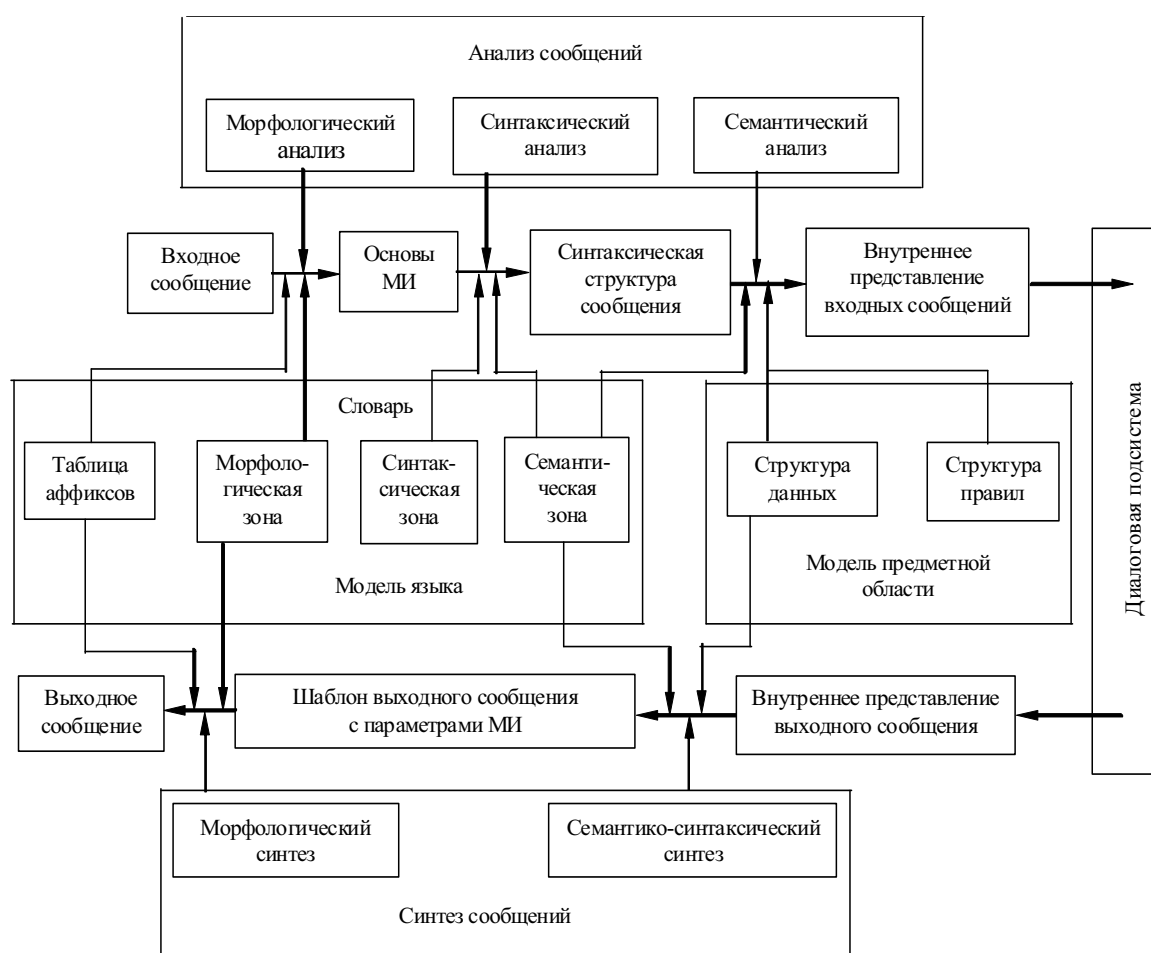 Анализ сообщений
Морфологический
анализ
Синтаксический
анализ
Семантический
анализ
Входное
сообщение
Основы
МИ
Синтаксическая
структура
сообщения
Внутреннее
представление
входных сообщений
Словарь
Таблица
аффиксов
Морфоло-
гическая
зона
Синтак-
сическая
зона
Семанти-
ческая
зона
Модель языка
Структура
данных
Структура
правил
Модель предметной
области
Диалоговая подсистема
Выходное
сообщение
Шаблон выходного сообщения
с параметрами МИ
Внутреннее представление
выходного сообщения
Морфологический
синтез
Семантико-синтаксический
синтез
Синтез сообщений